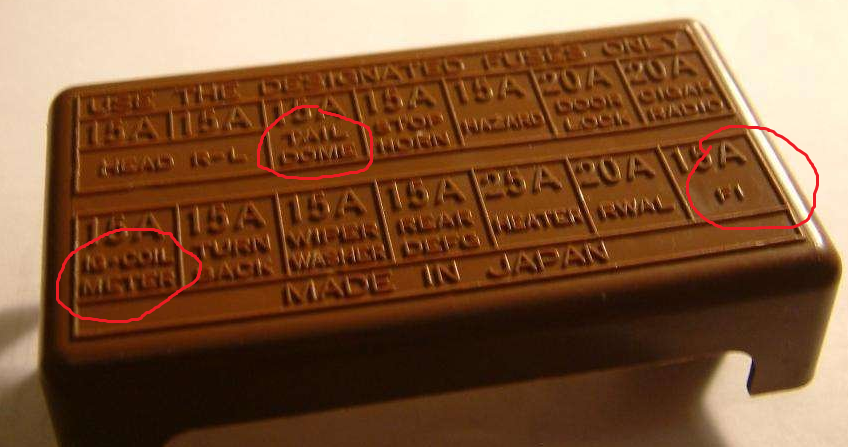 USE THE DESIGNATED FUSES ONLY
15A 15A 15A 15A 15A 20A 20A
HEAD R-L TAIL DOME STOP HORN HAZARD DOOR LOCK CIGAR RADIO
15A 15A 15A 15A 25A 20A 15A
IG•COIL METER TURN BACK WIPER WASHER REAR DEFG HEATER RWAL FI
MADE IN JAPAN